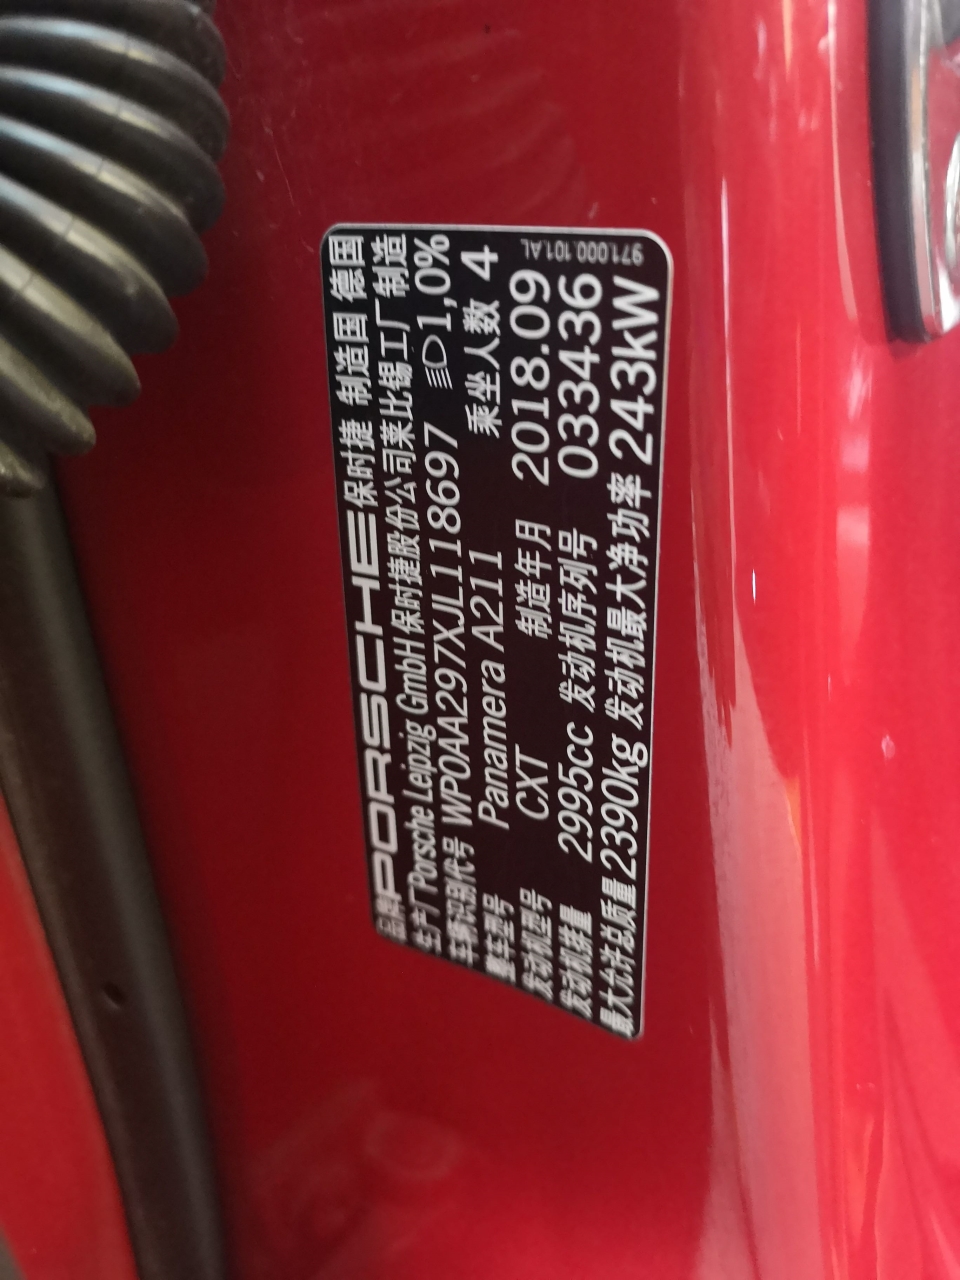 品牌 PORSCHE 保时捷 制造国 德国
生产厂 Porsche Leipzig GmbH 保时捷股份公司莱比锡工厂制造
车辆识别代号 WP0AA297XJL118697 1,0%
整车型号 Panamera A211 乘坐人数 4
发动机型号 CXT 制造年月 2018.09
发动机排量 2995cc 发动机序列号 033436
最大允许总质量 2390kg 发动机最大净功率 243kW
971.000.101.AL